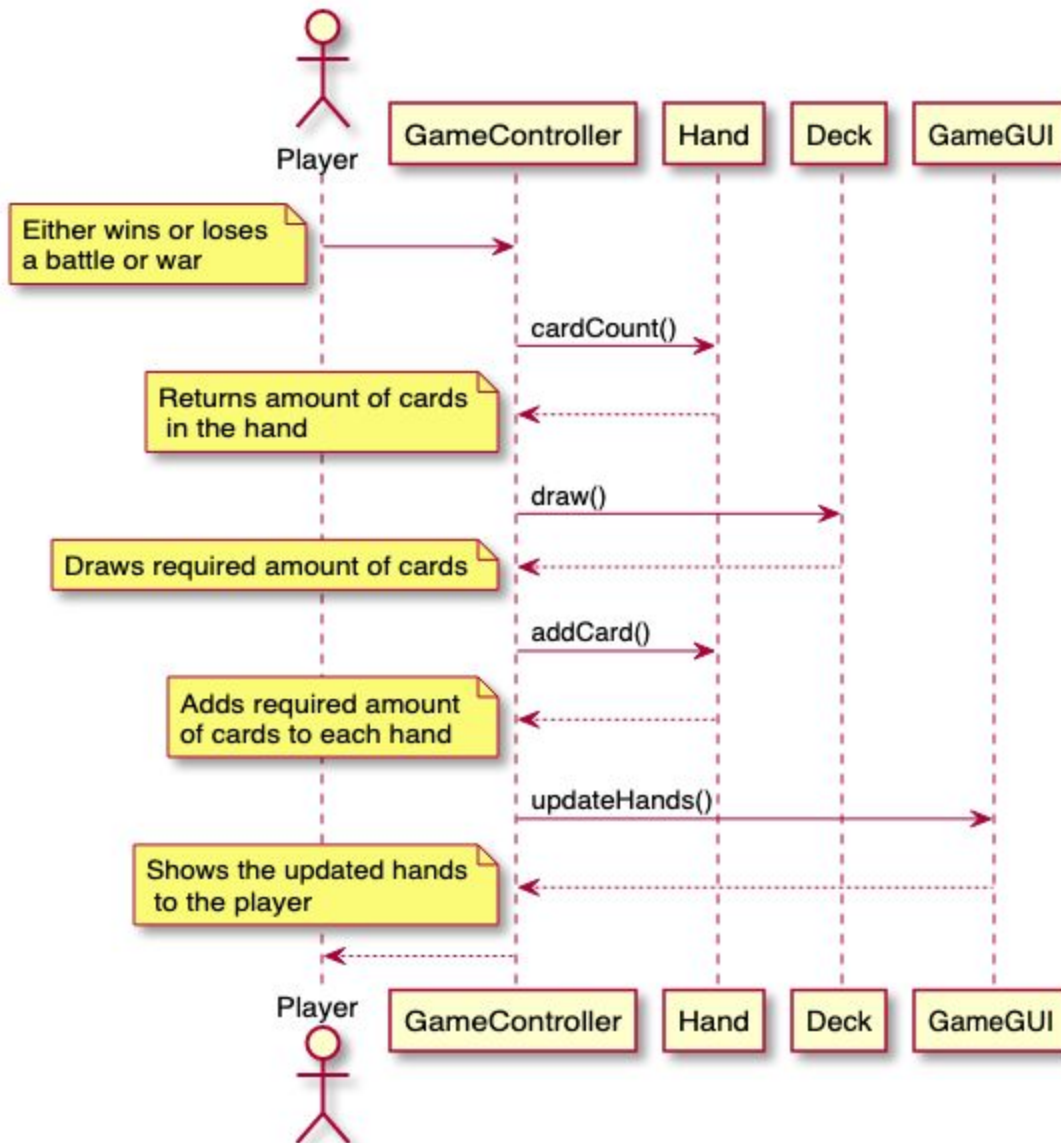 Player
GameController
Hand
Deck
GameGUI
Either wins or loses
a battle or war
cardCount()
Returns amount of cards
in the hand
draw()
Draws required amount of cards
addCard()
Adds required amount
of cards to each hand
updateHands()
Shows the updated hands
to the player
Player
GameController
Hand
Deck
GameGUI